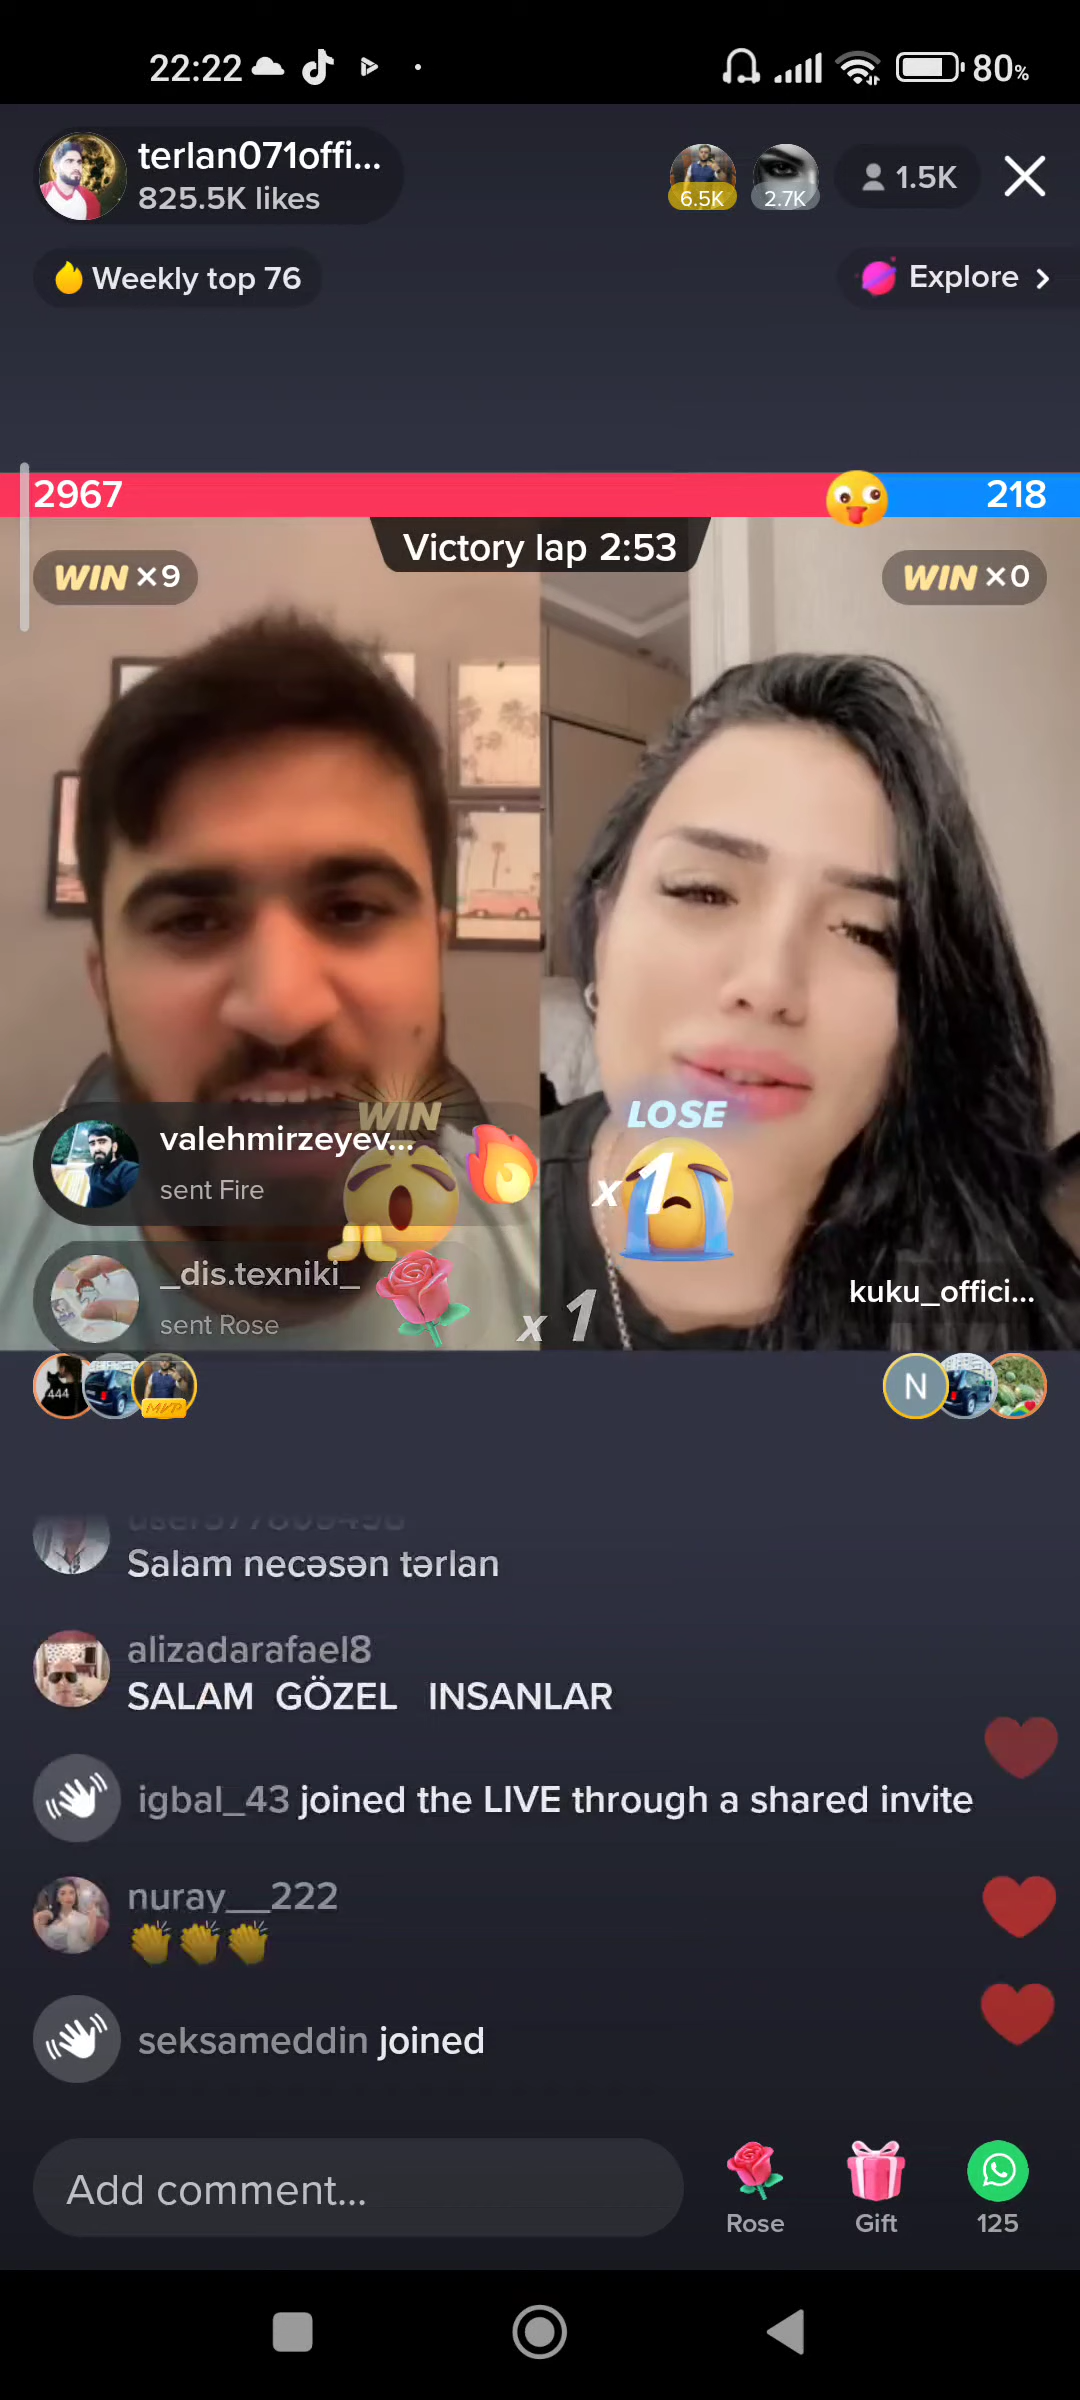 22:22
80%
terlan071offi...
825.5K likes
6.5K
2.7K
1.5K
Weekly top 76
Explore
2967
218
Victory lap 2:53
WIN ×9
WIN ×0
WIN
LOSE
valehmirzeyev...
sent Fire
x 1
_dis.texniki_
sent Rose
x 1
kuku_offici...
444
MVP
N
Salam necəsən tərlan
alizadarafael8
SALAM GÖZEL INSANLAR
igbal_43 joined the LIVE through a shared invite
nuray__222
👏👏👏
seksameddin joined
Add comment...
Rose
Gift
125